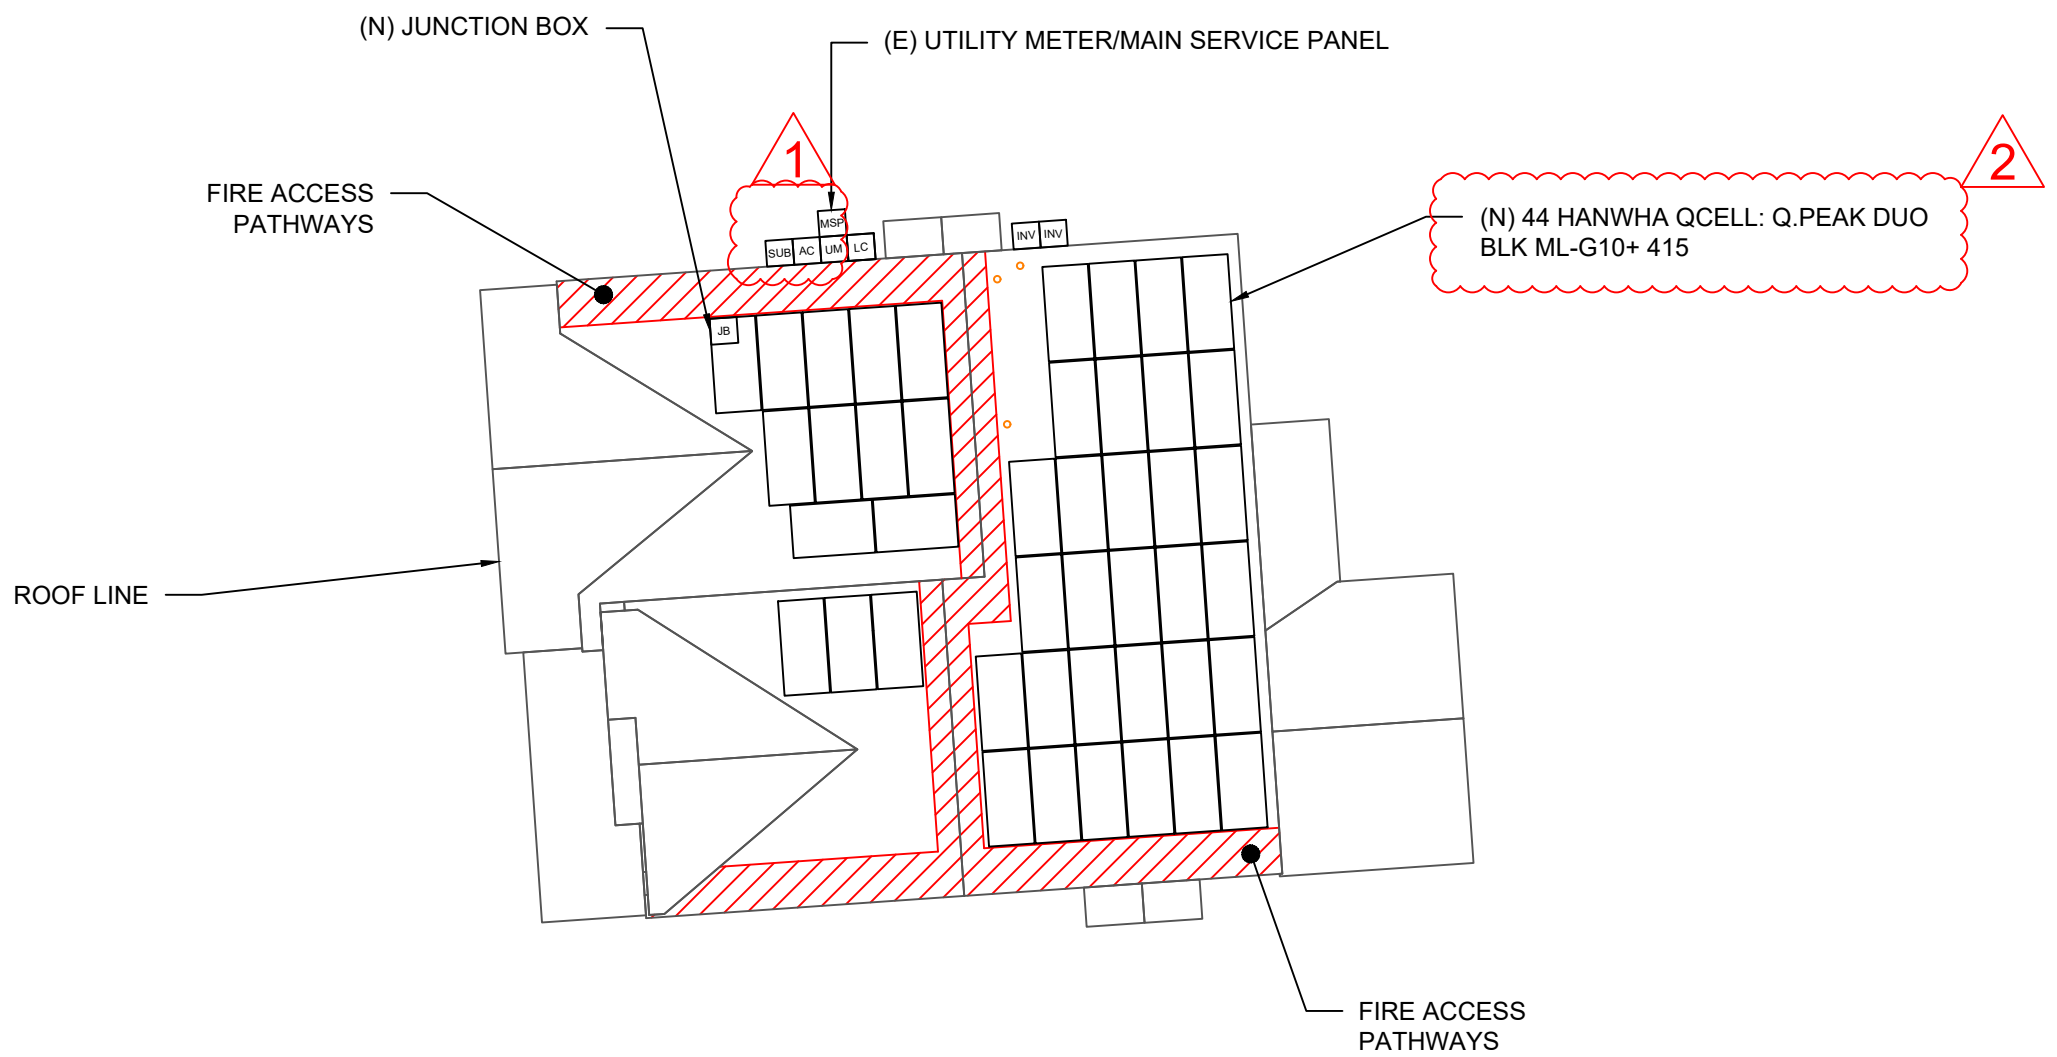 (N) JUNCTION BOX
(E) UTILITY METER/MAIN SERVICE PANEL
1
2
FIRE ACCESS
PATHWAYS
(N) 44 HANWHA QCELL: Q.PEAK DUO
BLK ML-G10+ 415
MSP
SUB AC UM LC
INV INV
JB
ROOF LINE
FIRE ACCESS
PATHWAYS